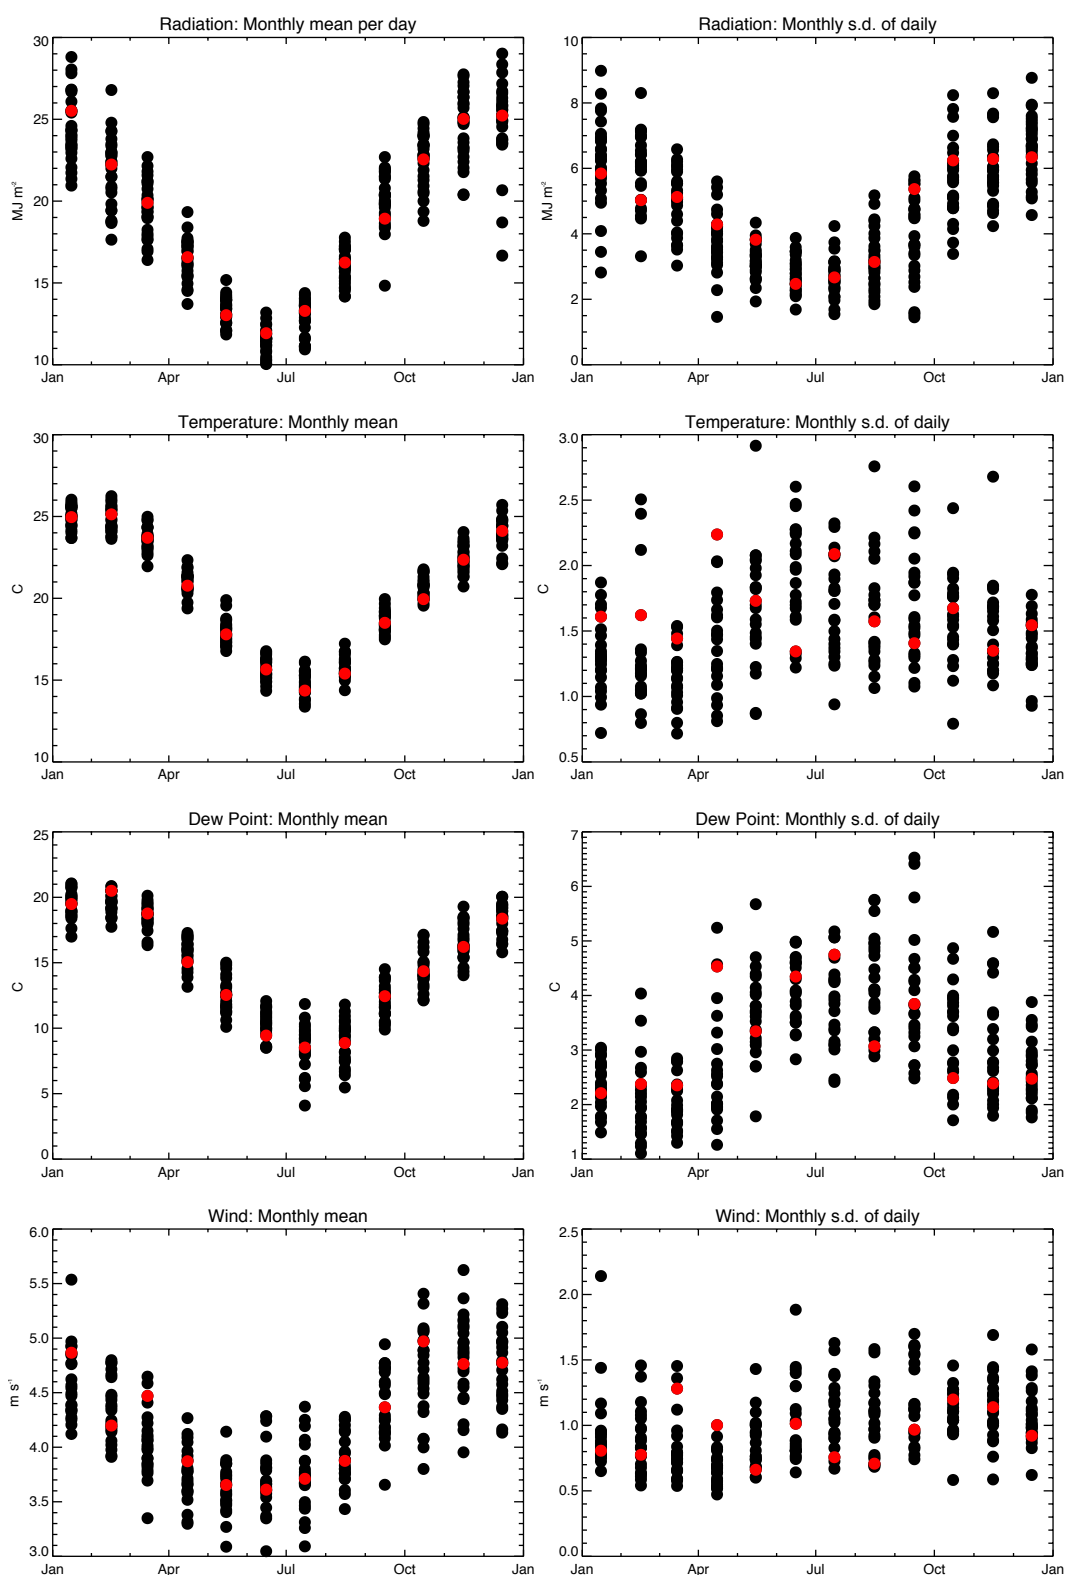 Radiation: Monthly mean per day
30
25
20
15
10
MJ m⁻²
Jan Apr Jul Oct Jan
Radiation: Monthly s.d. of daily
10
8
6
4
2
0
MJ m⁻²
Jan Apr Jul Oct Jan
Temperature: Monthly mean
30
25
20
15
10
C
Jan Apr Jul Oct Jan
Temperature: Monthly s.d. of daily
3.0
2.5
2.0
1.5
1.0
0.5
Jan Apr Jul Oct Jan
C
Dew Point: Monthly mean
25
20
15
10
5
0
C
Jan Apr Jul Oct Jan
Dew Point: Monthly s.d. of daily
7
6
5
4
3
2
1
C
Jan Apr Jul Oct Jan
Wind: Monthly mean
6.0
5.5
5.0
4.5
4.0
3.5
3.0
m s⁻¹
Jan Apr Jul Oct Jan
Wind: Monthly s.d. of daily
2.5
2.0
1.5
1.0
0.5
0.0
m s⁻¹
Jan Apr Jul Oct Jan